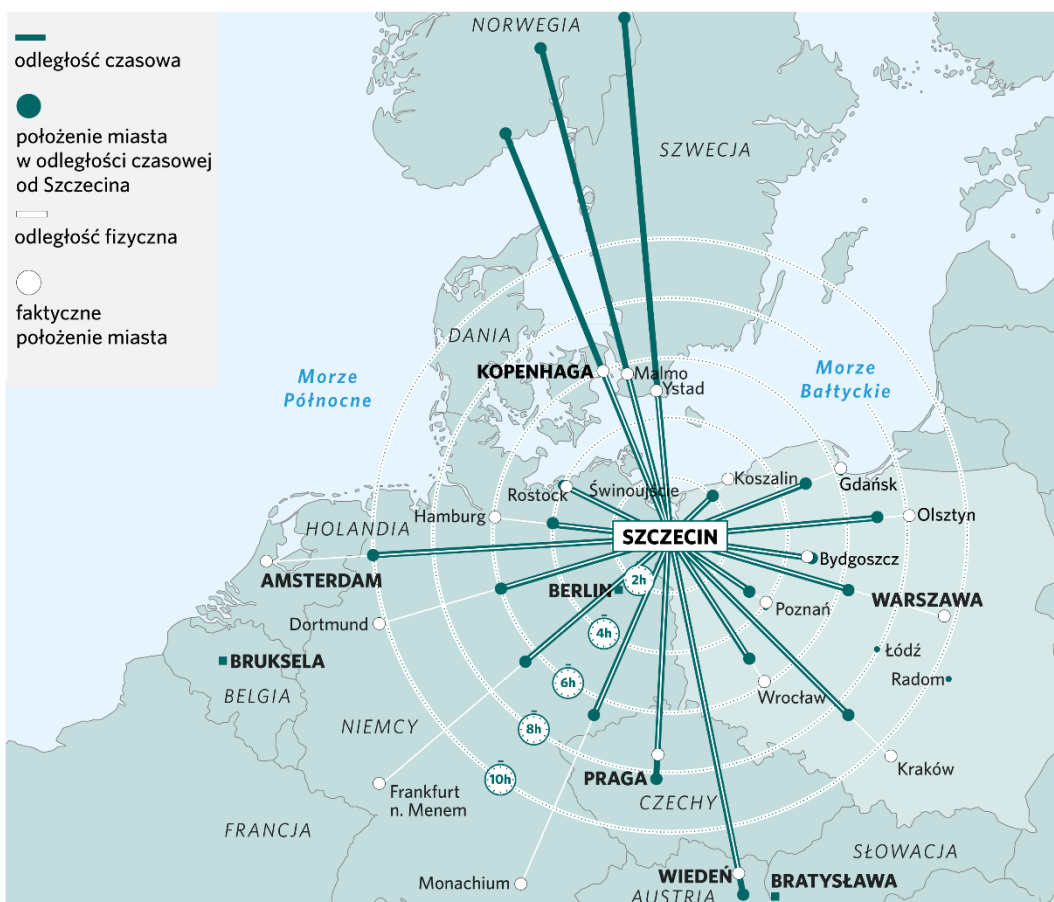 odległość czasowa
położenie miasta
w odległości czasowej
od Szczecina
odległość fizyczna
faktyczne
położenie miasta
NORWEGIA
SZWECJA
DANIA
KOPENHAGA
Malmo
Ystad
Morze
Północne
Morze
Bałtyckie
Rostock
Świnoujście
Koszalin
Gdańsk
Hamburg
Olsztyn
HOLANDIA
SZCZECIN
Bydgoszcz
AMSTERDAM
BERLIN
2h
Poznań
WARSZAWA
Dortmund
4h
Łódź
BRUKSELA
Radom
BELGIA
6h
Wrocław
NIEMCY
8h
Kraków
10h
PRAGA
CZECHY
Frankfurt
n. Menem
FRANCJA
SŁOWACJA
Monachium
WIEDEŃ
BRATYSŁAWA
AUSTRIA